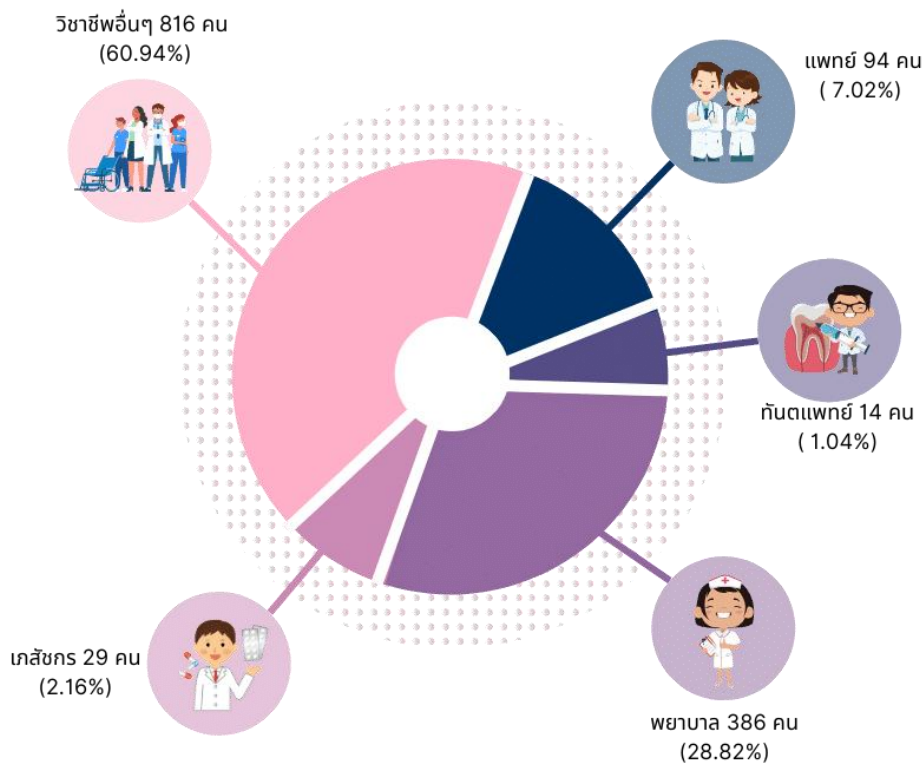 วิชาชีพอื่นๆ 816 คน
(60.94%)
แพทย์ 94 คน
( 7.02%)
ทันตแพทย์ 14 คน
( 1.04%)
เภสัชกร 29 คน
(2.16%)
พยาบาล 386 คน
(28.82%)